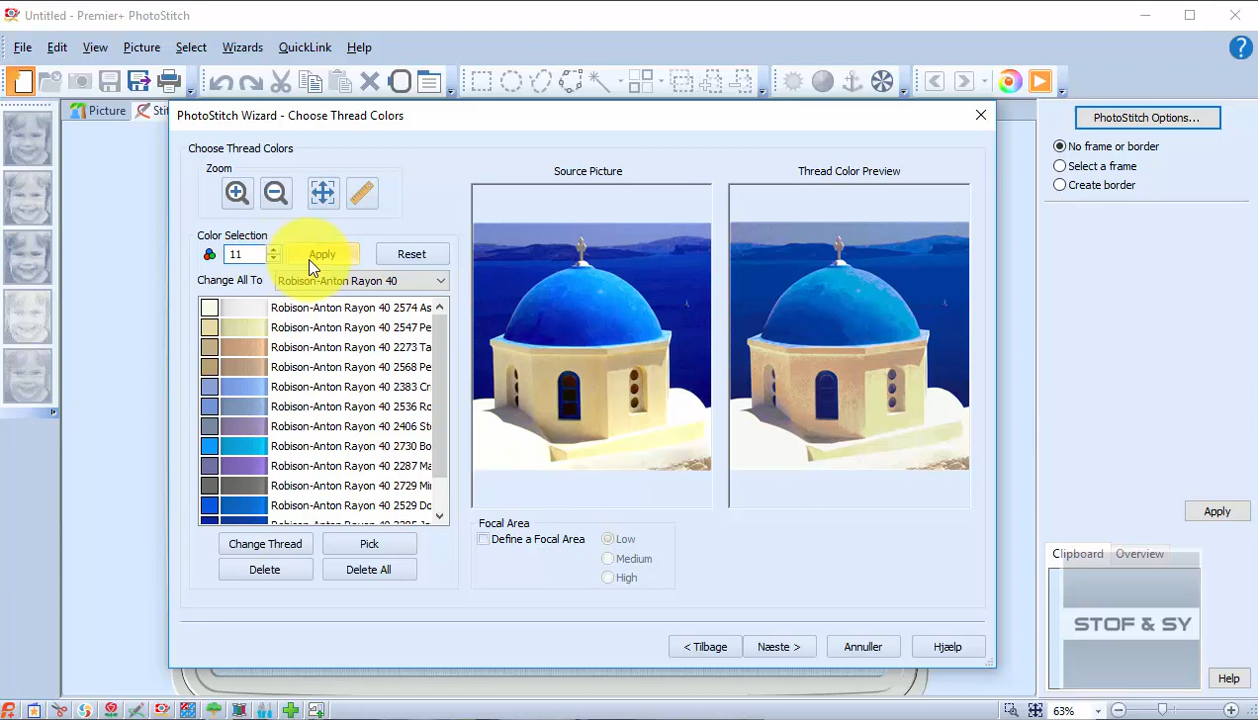 Untitled - Premier+ PhotoStitch
File Edit View Picture Select Wizards QuickLink Help
Picture
PhotoStitch Wizard - Choose Thread Colors
PhotoStitch Options...
Choose Thread Colors
No frame or border
Zoom
Select a frame
Source Picture
Thread Color Preview
Create border
Color Selection
11
Apply
Reset
Change All To
Robison-Anton Rayon 40
Robison-Anton Rayon 40 2574 As
Robison-Anton Rayon 40 2547 Pe
Robison-Anton Rayon 40 2273 Ta
Robison-Anton Rayon 40 2568 Pe
Robison-Anton Rayon 40 2383 Cr
Robison-Anton Rayon 40 2536 Ro
Robison-Anton Rayon 40 2406 Ste
Robison-Anton Rayon 40 2730 Bo
Robison-Anton Rayon 40 2287 Ma
Robison-Anton Rayon 40 2729 Mi
Robison-Anton Rayon 40 2529 Do
Apply
Focal Area
Define a Focal Area
Low
Medium
High
Change Thread
Pick
Delete
Delete All
Clipboard
Overview
STOF & SY
< Tilbage
Næste >
Annuller
Hjælp
Help
63%